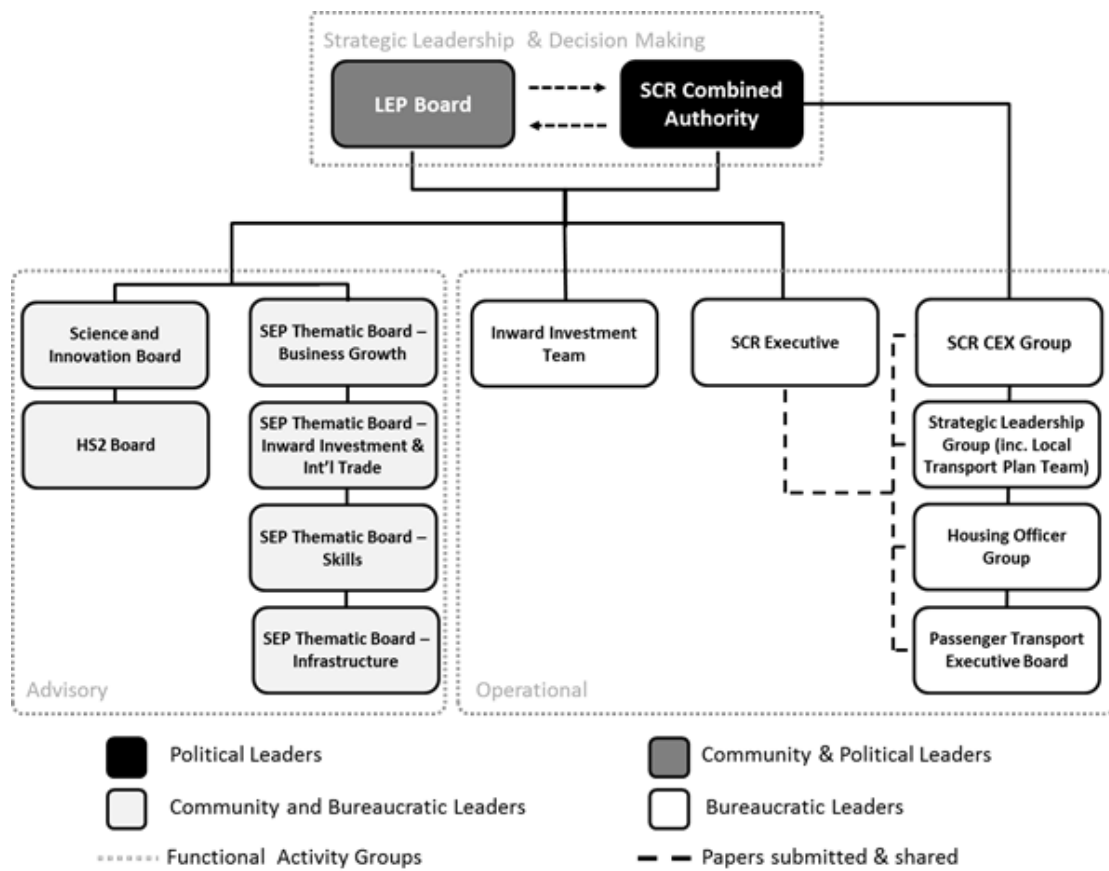 Strategic Leadership & Decision Making
LEP Board
SCR Combined
Authority
Science and
Innovation Board
SEP Thematic Board –
Business Growth
Inward Investment
Team
SCR Executive
SCR CEX Group
HS2 Board
SEP Thematic Board –
Inward Investment &
Int'l Trade
Strategic Leadership
Group (inc. Local
Transport Plan Team)
SEP Thematic Board –
Skills
Housing Officer
Group
SEP Thematic Board –
Infrastructure
Passenger Transport
Executive Board
Advisory
Operational
Political Leaders
Community & Political Leaders
Community and Bureaucratic Leaders
Bureaucratic Leaders
Functional Activity Groups
Papers submitted & shared